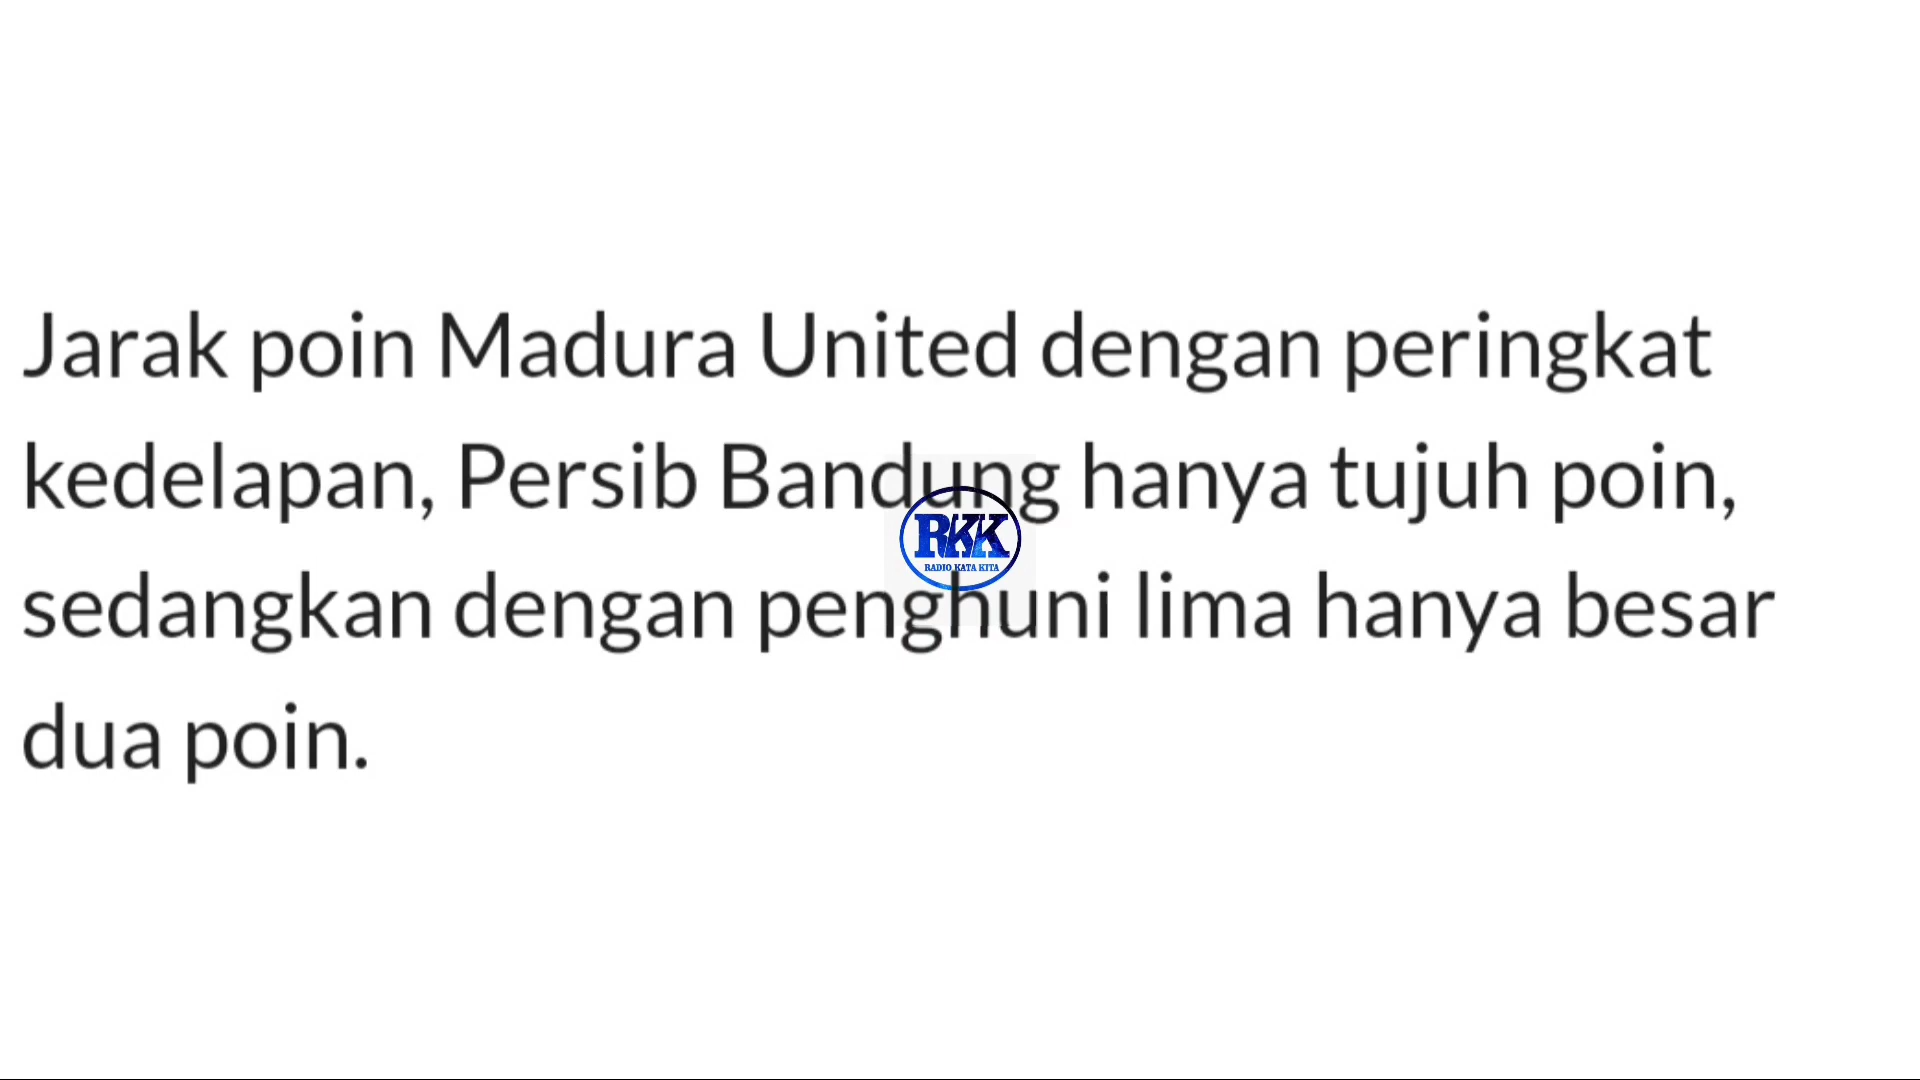 Jarak poin Madura United dengan peringkat
kedelapan, Persib Bandung hanya tujuh poin,
RKK
RADIO KATA KITA
sedangkan dengan penghuni lima hanya besar
dua poin.